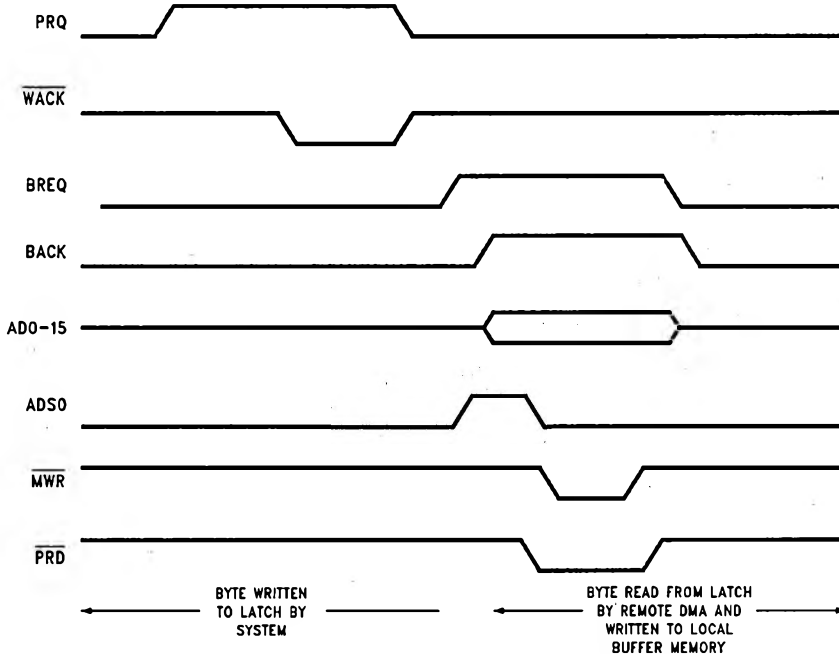 PRQ
WACK
BREQ
BACK
AD0-15
ADS0
MWR
PRD
BYTE WRITTEN
TO LATCH BY
SYSTEM
BYTE READ FROM LATCH
BY REMOTE DMA AND
WRITTEN TO LOCAL
BUFFER MEMORY